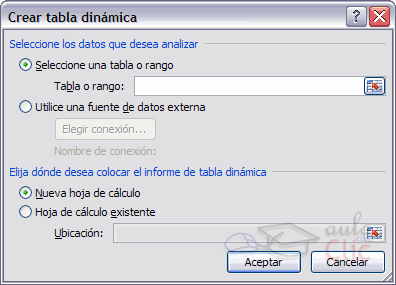 Crear tabla dinámica
Seleccione los datos que desea analizar
Seleccione una tabla o rango
Tabla o rango:
Utilice una fuente de datos externa
Elegir conexión...
Nombre de conexión:
Elija dónde desea colocar el informe de tabla dinámica
Nueva hoja de cálculo
Hoja de cálculo existente
Ubicación:
aula
Clic
Aceptar
Cancelar